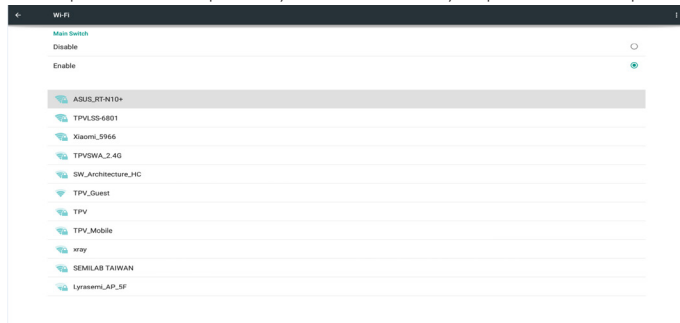 Wi-Fi
Main Switch
Disable
Enable
ASUS_RT-N10+
TPVLSS-6801
Xiaomi_5966
TPVSWA_2.4G
SW_Architecture_HC
TPV_Guest
TPV
TPV_Mobile
xray
SEMILAB TAIWAN
Lyrasemi_AP_5F